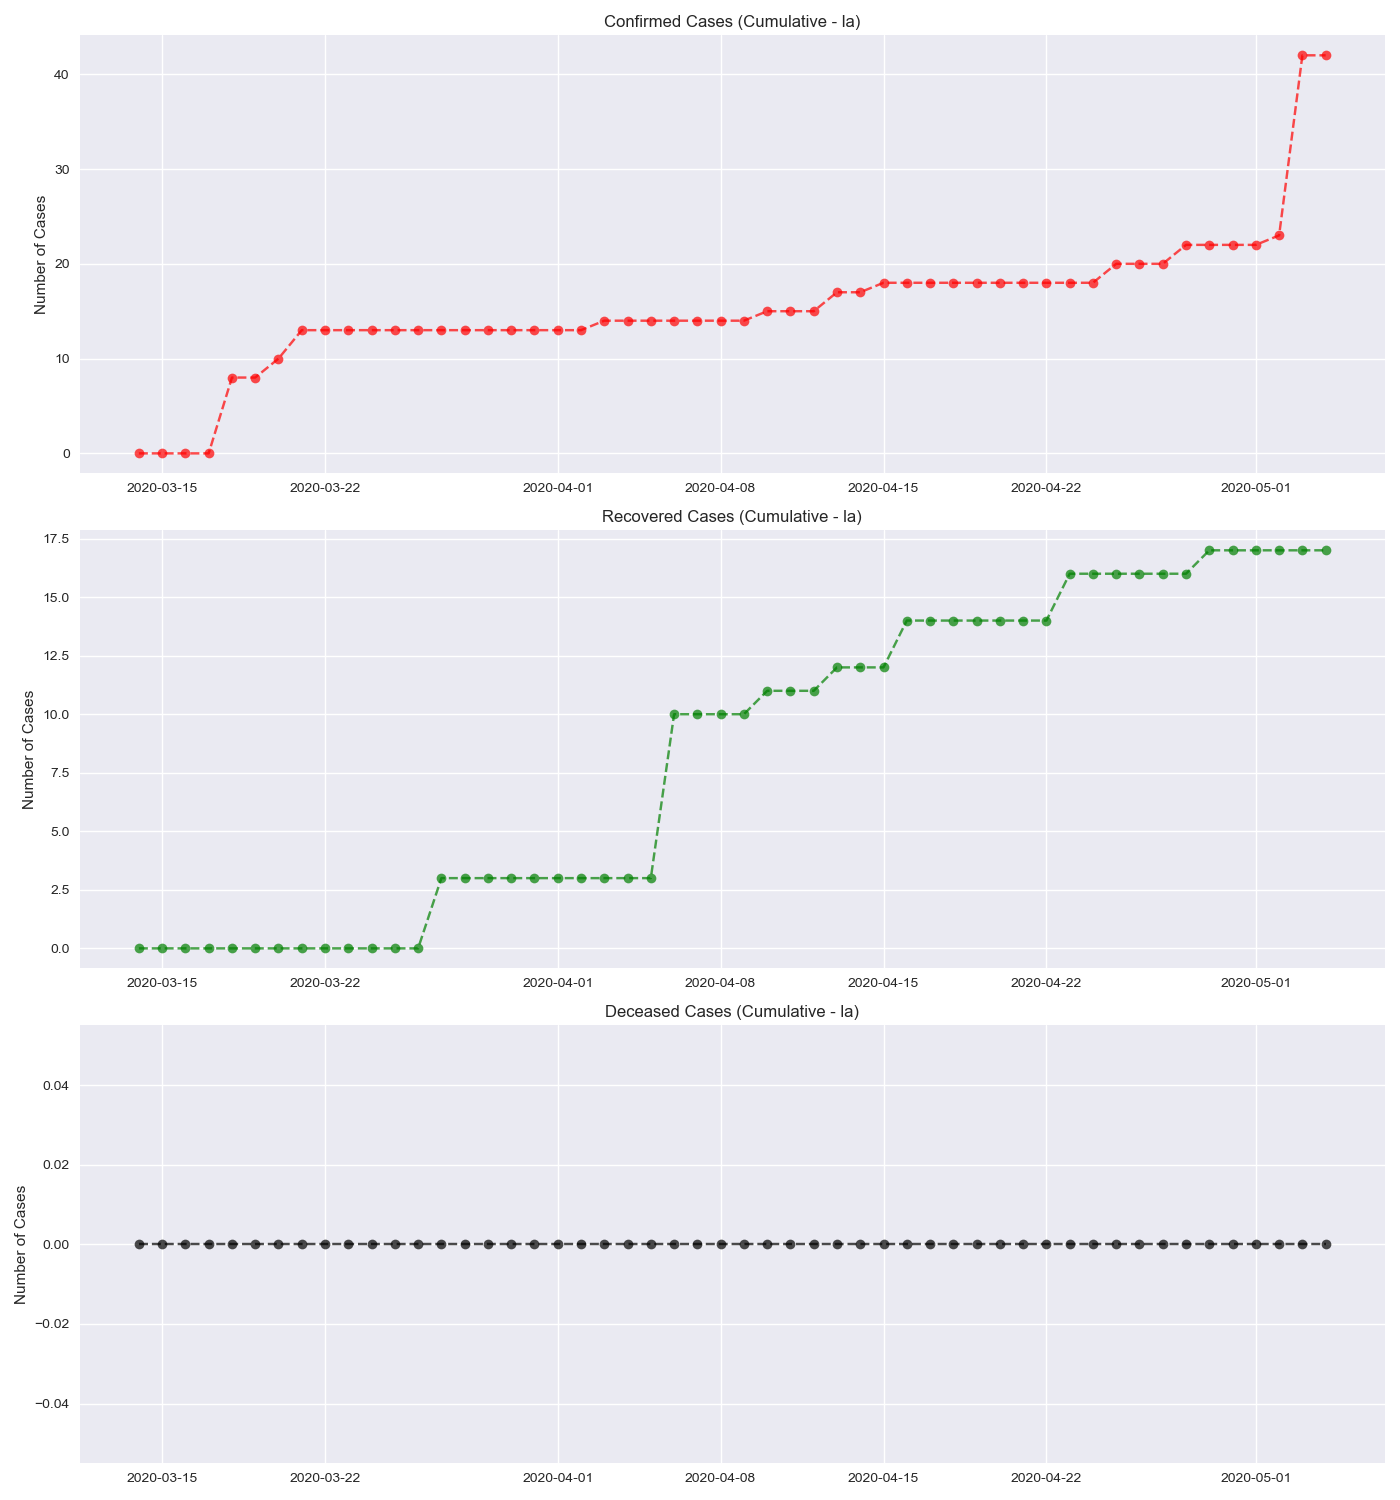 Confirmed Cases (Cumulative - la)
Number of Cases
40
30
20
10
0
2020-03-15 2020-03-22 2020-04-01 2020-04-08 2020-04-15 2020-04-22 2020-05-01
Recovered Cases (Cumulative - la)
Number of Cases
17.5
15.0
12.5
10.0
7.5
5.0
2.5
0.0
2020-03-15 2020-03-22 2020-04-01 2020-04-08 2020-04-15 2020-04-22 2020-05-01
Deceased Cases (Cumulative - la)
Number of Cases
0.04
0.02
0.00
−0.02
−0.04
2020-03-15 2020-03-22 2020-04-01 2020-04-08 2020-04-15 2020-04-22 2020-05-01